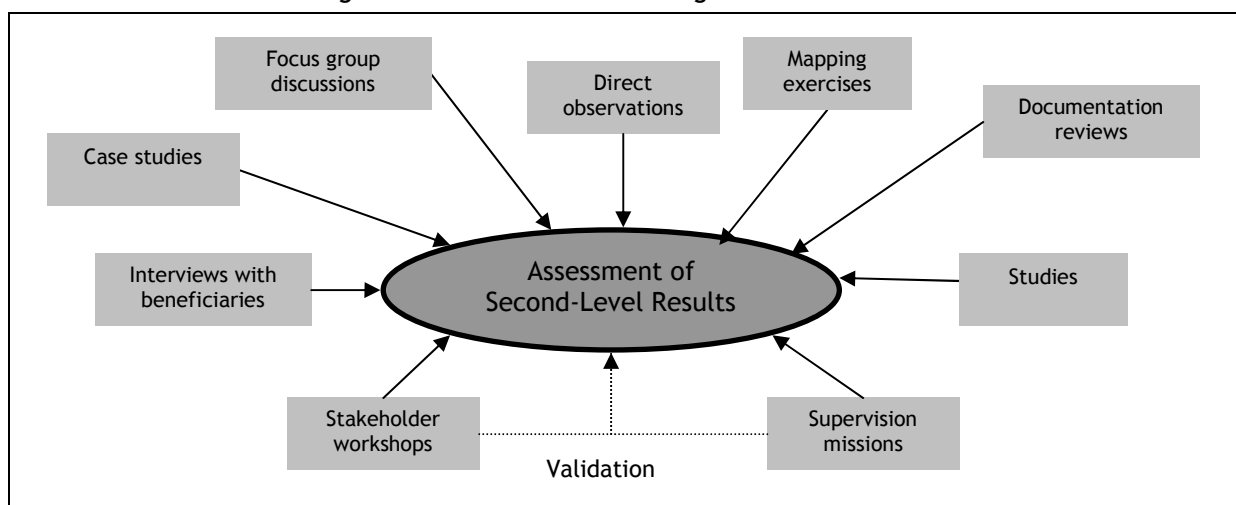 Focus group
discussions
Direct
observations
Mapping
exercises
Documentation
reviews
Case studies
Interviews with
beneficiaries
Assessment of
Second-Level Results
Studies
Stakeholder
workshops
Supervision
missions
Validation